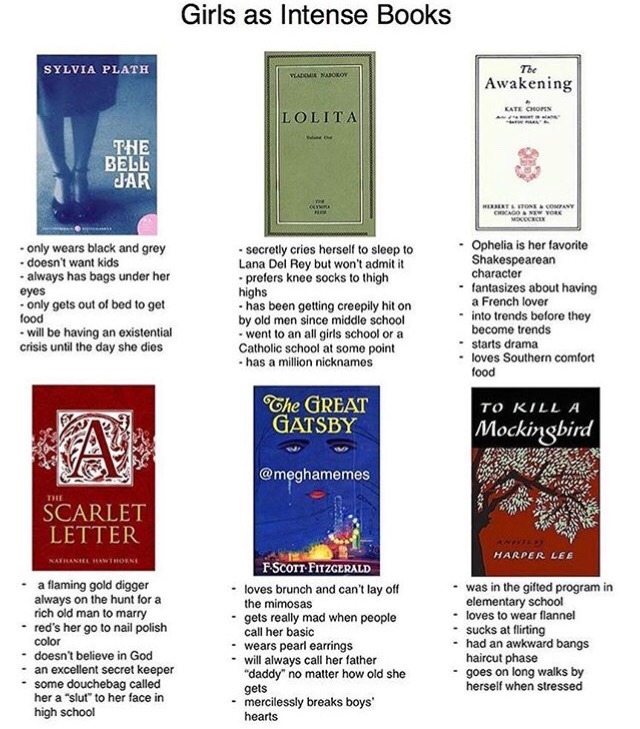 Girls as Intense Books
SYLVIA PLATH
THE
BELL
JAR
- only wears black and grey
- doesn't want kids
- always has bags under her
eyes
- only gets out of bed to get
food
- will be having an existential
crisis until the day she dies
VLADIMIR NABOKOV
LOLITA
Volume One
THE
OLYMPIA
PRESS
- secretly cries herself to sleep to
Lana Del Rey but won't admit it
- prefers knee socks to thigh
highs
- has been getting creepily hit on
by old men since middle school
- went to an all girls school or a
Catholic school at some point
- has a million nicknames
The
Awakening
By
KATE CHOPIN
HERBERT S. STONE & COMPANY
CHICAGO & NEW YORK
MDCCCXCIX
- Ophelia is her favorite
Shakespearean
character
- fantasizes about having
a French lover
- into trends before they
become trends
- starts drama
- loves Southern comfort
food
A
THE
SCARLET
LETTER
NATHANIEL HAWTHORNE
- a flaming gold digger
always on the hunt for a
rich old man to marry
- red's her go to nail polish
color
- doesn't believe in God
- an excellent secret keeper
- some douchebag called
her a “slut” to her face in
high school
The GREAT
GATSBY
@meghamemes
F·SCOTT·FITZGERALD
- loves brunch and can't lay off
the mimosas
- gets really mad when people
call her basic
- wears pearl earrings
- will always call her father
“daddy” no matter how old she
gets
- mercilessly breaks boys'
hearts
TO KILL A
Mockingbird
A NOVEL BY
HARPER LEE
- was in the gifted program in
elementary school
- loves to wear flannel
- sucks at flirting
- had an awkward bangs
haircut phase
- goes on long walks by
herself when stressed